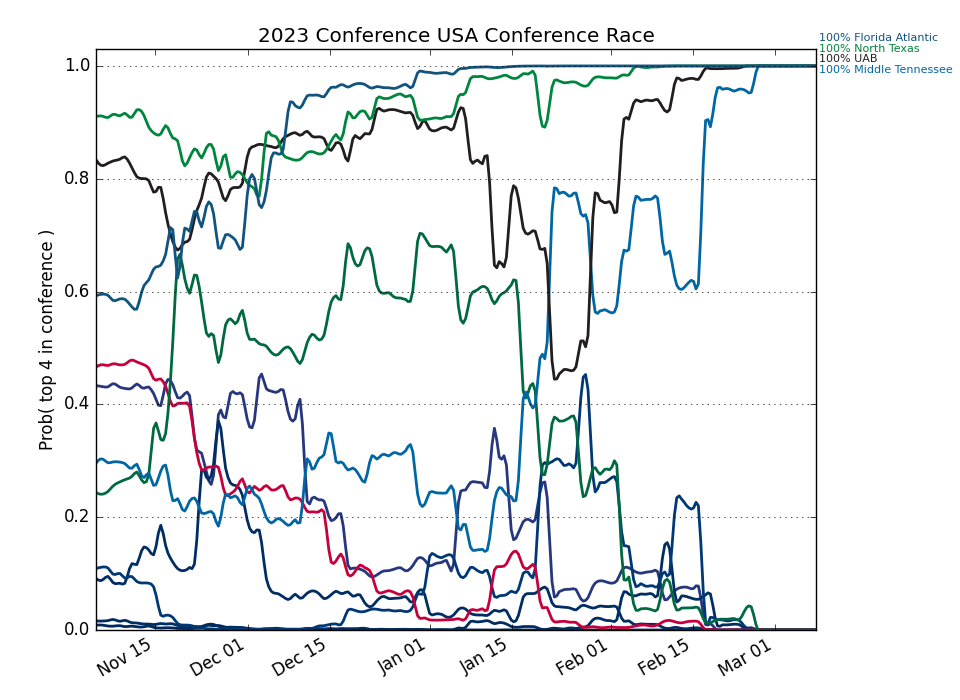 2023 Conference USA Conference Race
100% Florida Atlantic
100% North Texas
100% UAB
100% Middle Tennessee
Prob( top 4 in conference )
1.0
0.8
0.6
0.4
0.2
0.0
Nov 15
Dec 01
Dec 15
Jan 01
Jan 15
Feb 01
Feb 15
Mar 01